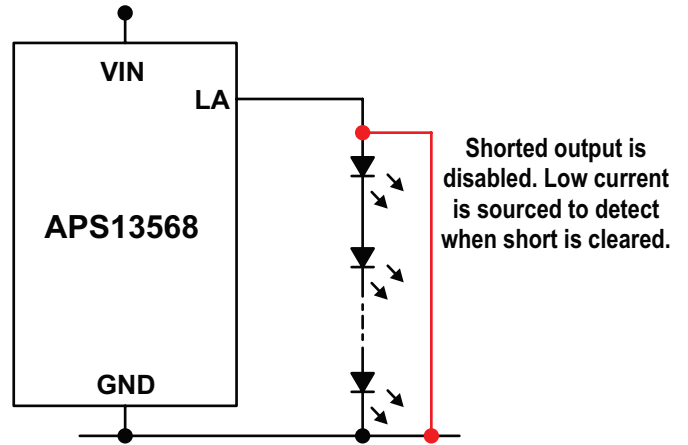 VIN
LA
APS13568
GND
Shorted output is
disabled. Low current
is sourced to detect
when short is cleared.